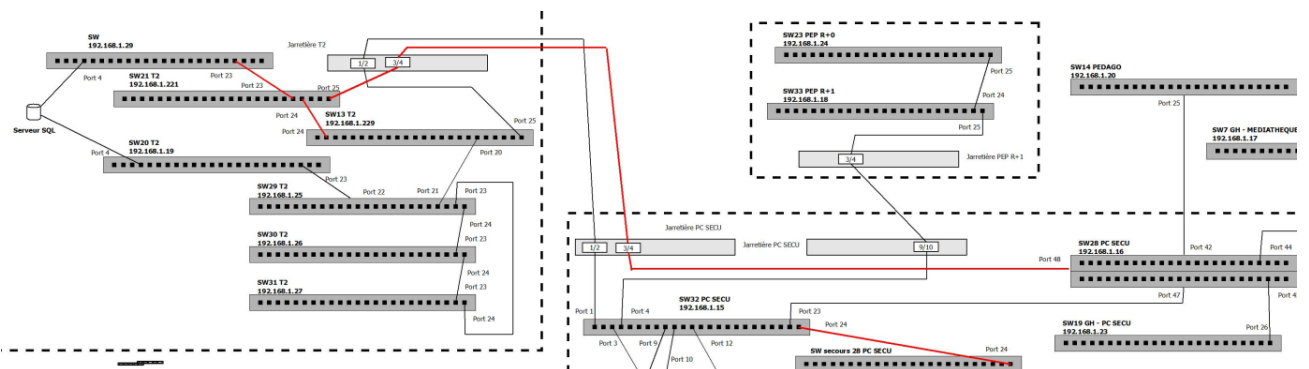 SW
192.168.1.29
Port 4
Port 23
SW21 T2
192.168.1.221
Port 23
Port 25
Port 24
Jarretière T2
1/2
3/4
Serveur SQL
SW13 T2
192.168.1.229
Port 24
Port 25
Port 20
SW20 T2
192.168.1.19
Port 4
Port 23
SW29 T2
192.168.1.25
Port 22
Port 21
Port 23
Port 24
SW30 T2
192.168.1.26
Port 23
Port 24
SW31 T2
192.168.1.27
Port 23
Port 24
SW23 PEP R+0
192.168.1.24
Port 25
SW33 PEP R+1
192.168.1.18
Port 24
Port 25
3/4
Jarretière PEP R+1
SW14 PEDAGO
192.168.1.20
Port 25
SW7 GH - MEDIATHEQUE
192.168.1.17
Jarretière PC SECU
1/2
3/4
Jarretière PC SECU
9/10
SW28 PC SECU
192.168.1.16
Port 42
Port 44
Port 48
Port 47
SW32 PC SECU
192.168.1.15
Port 1
Port 4
Port 23
Port 24
Port 3
Port 9
Port 12
Port 10
SW secours 28 PC SECU
Port 24
SW19 GH - PC SECU
192.168.1.23
Port 26